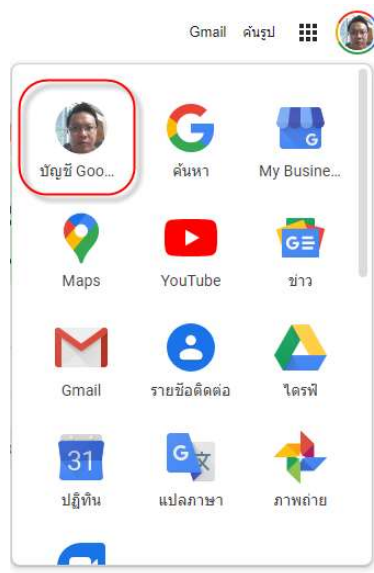 Gmail ค้นรูป
บัญชี Goo...
ค้นหา
My Busine...
G
Maps
YouTube
ข่าว
G
Gmail
รายชื่อติดต่อ
ไดรฟ์
31
G 文
ปฏิทิน
แปลภาษา
ภาพถ่าย